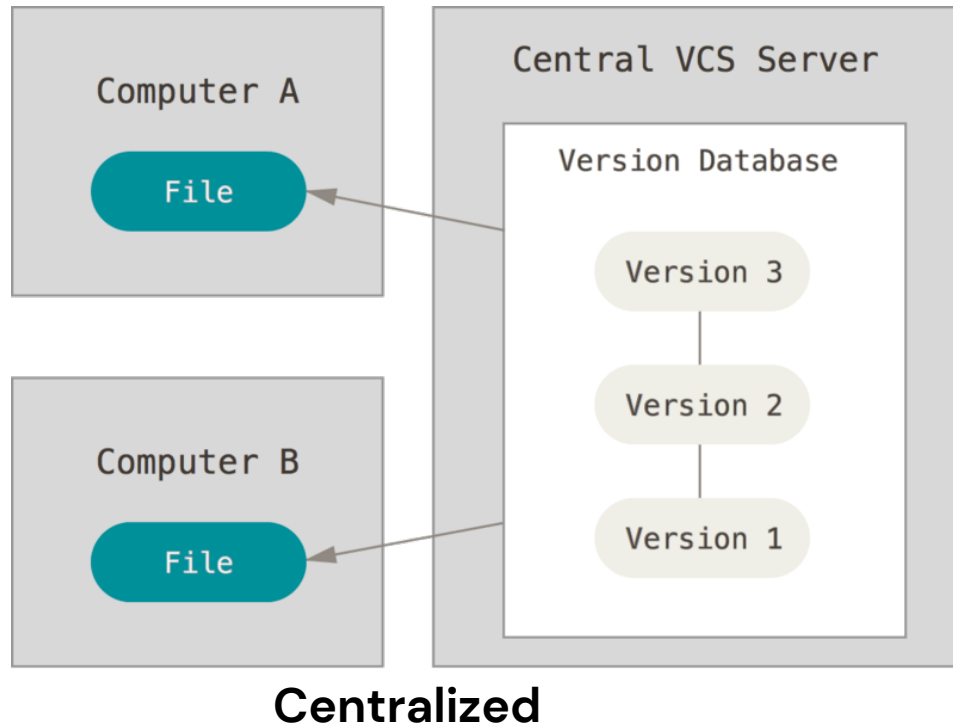 Computer A
File
Computer B
File
Central VCS Server
Version Database
Version 3
Version 2
Version 1
Centralized